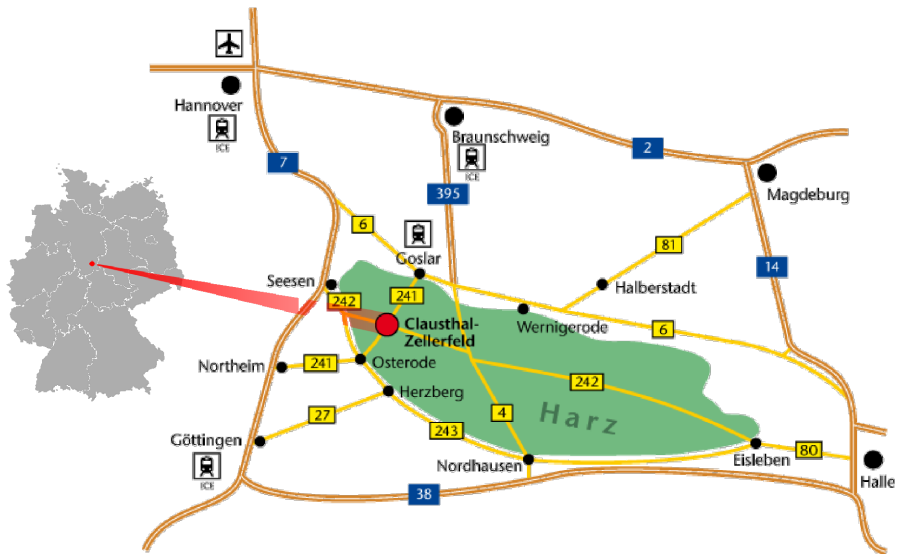 Hannover
ICE
Braunschweig
ICE
2
7
Magdeburg
395
6
81
Goslar
14
Seesen
Halberstadt
242
241
Clausthal-
Zellerfeld
Wernigerode
6
Northeim
241
Osterode
242
Herzberg
27
4
Harz
243
Göttingen
80
ICE
Nordhausen
Eisleben
Halle
38